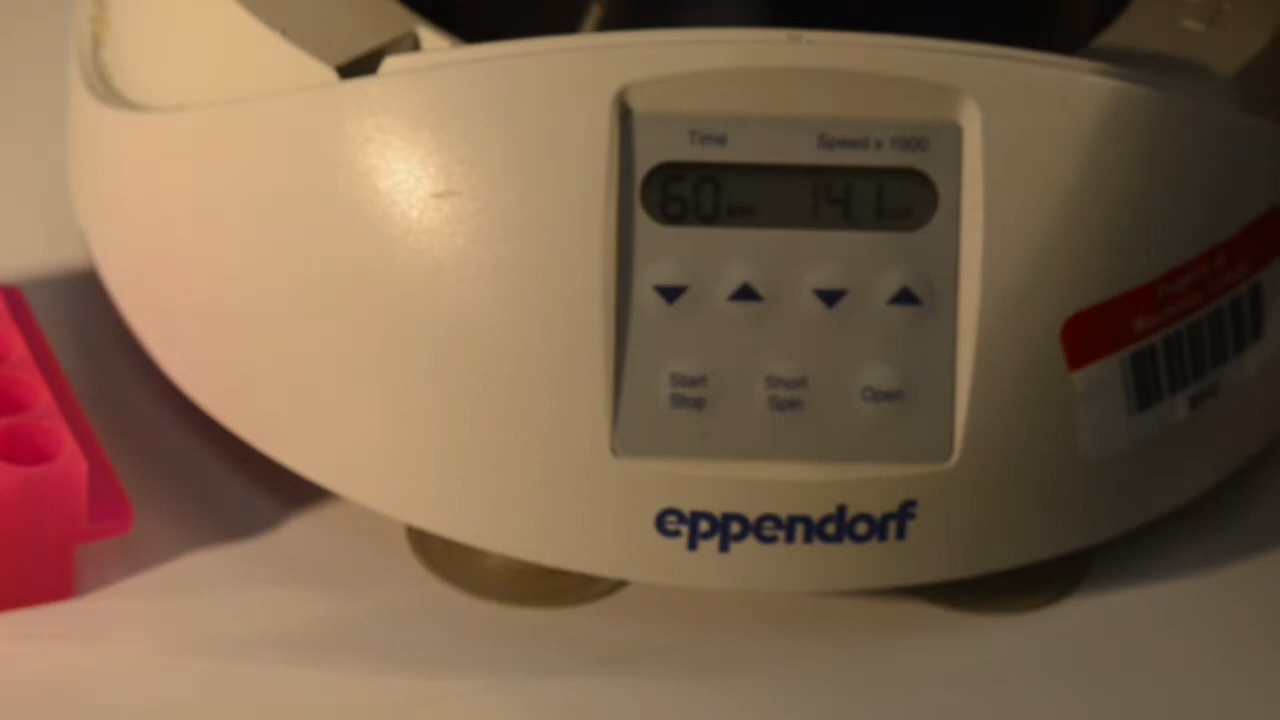 Time Speed x 1000
60 14.1
Start Stop
Short Spin
Open
eppendorf